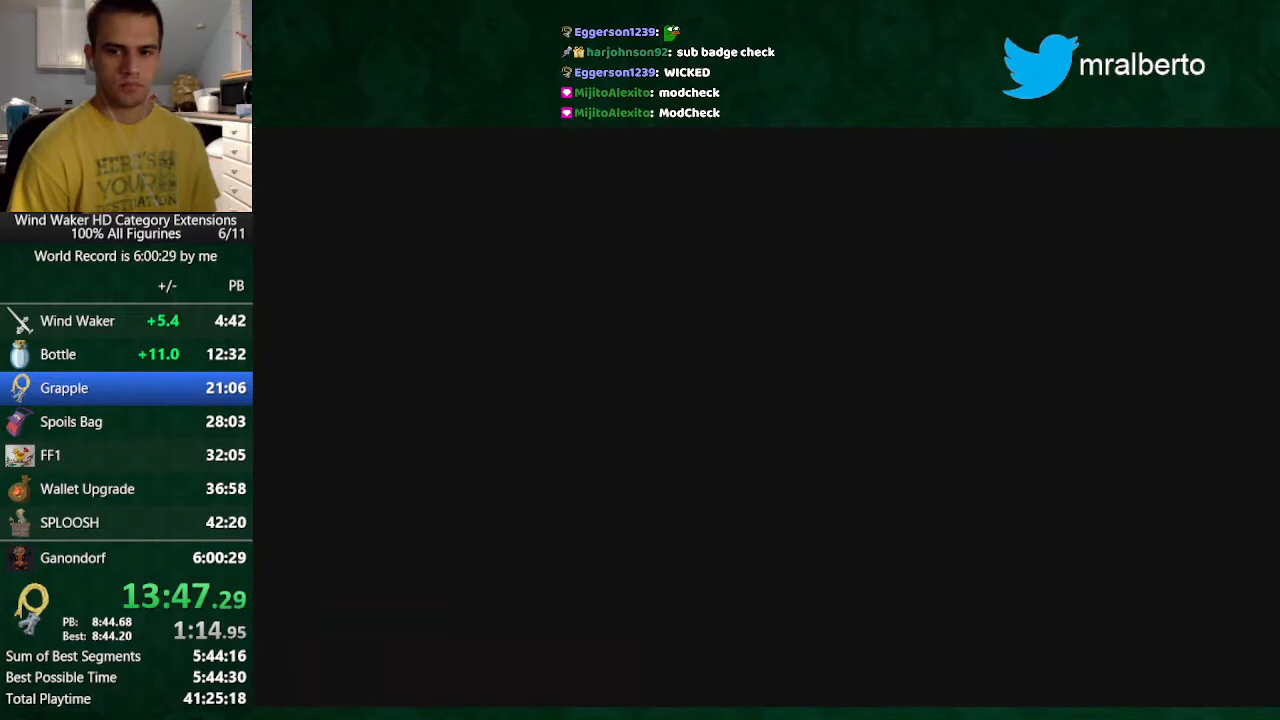 Eggerson1239:
harjohnson92: sub badge check
Eggerson1239: WICKED
MijitoAlexito: modcheck
MijitoAlexito: ModCheck
mralberto
HERE'S
YOUR
DESTINATION
Wind Waker HD Category Extensions
100% All Figurines 6/11
World Record is 6:00:29 by me
+/- PB
Wind Waker +5.4 4:42
Bottle +11.0 12:32
Grapple 21:06
Spoils Bag 28:03
FF1 32:05
Wallet Upgrade 36:58
SPLOOSH 42:20
Ganondorf 6:00:29
13:47.29
PB: 8:44.68
Best: 8:44.20
1:14.95
Sum of Best Segments 5:44:16
Best Possible Time 5:44:30
Total Playtime 41:25:18